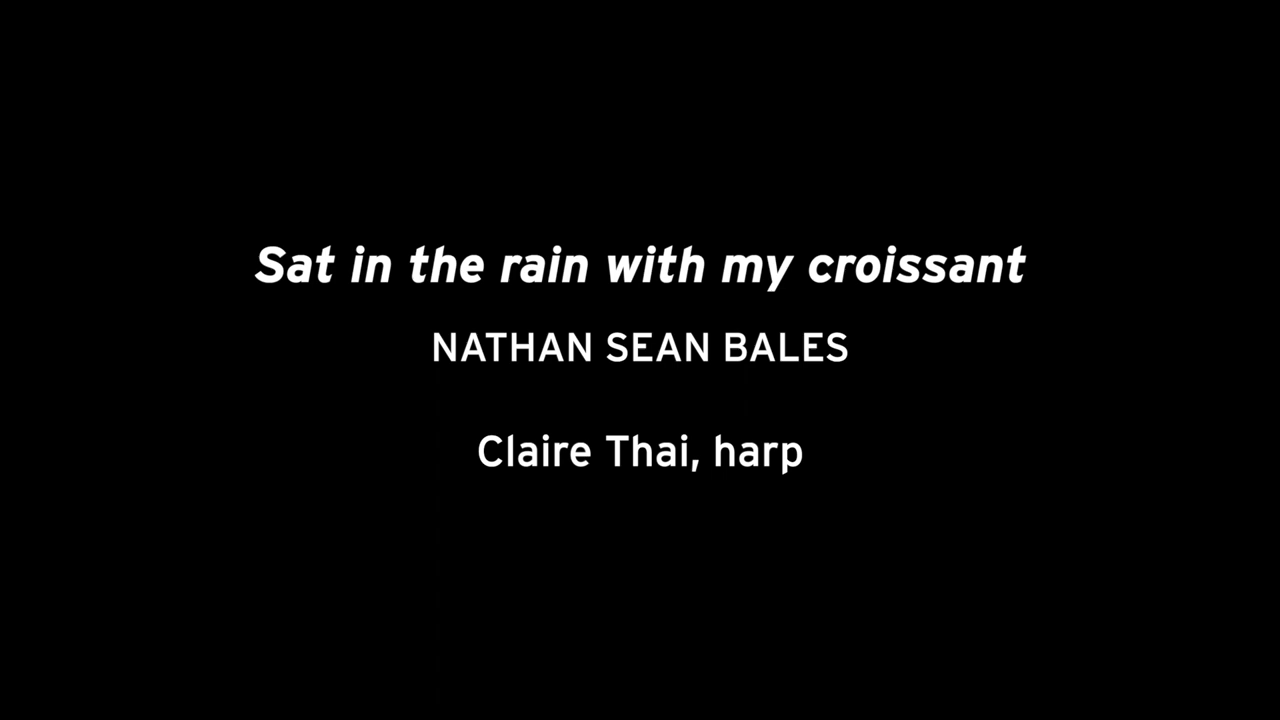 Sat in the rain with my croissant
NATHAN SEAN BALES
Claire Thai, harp